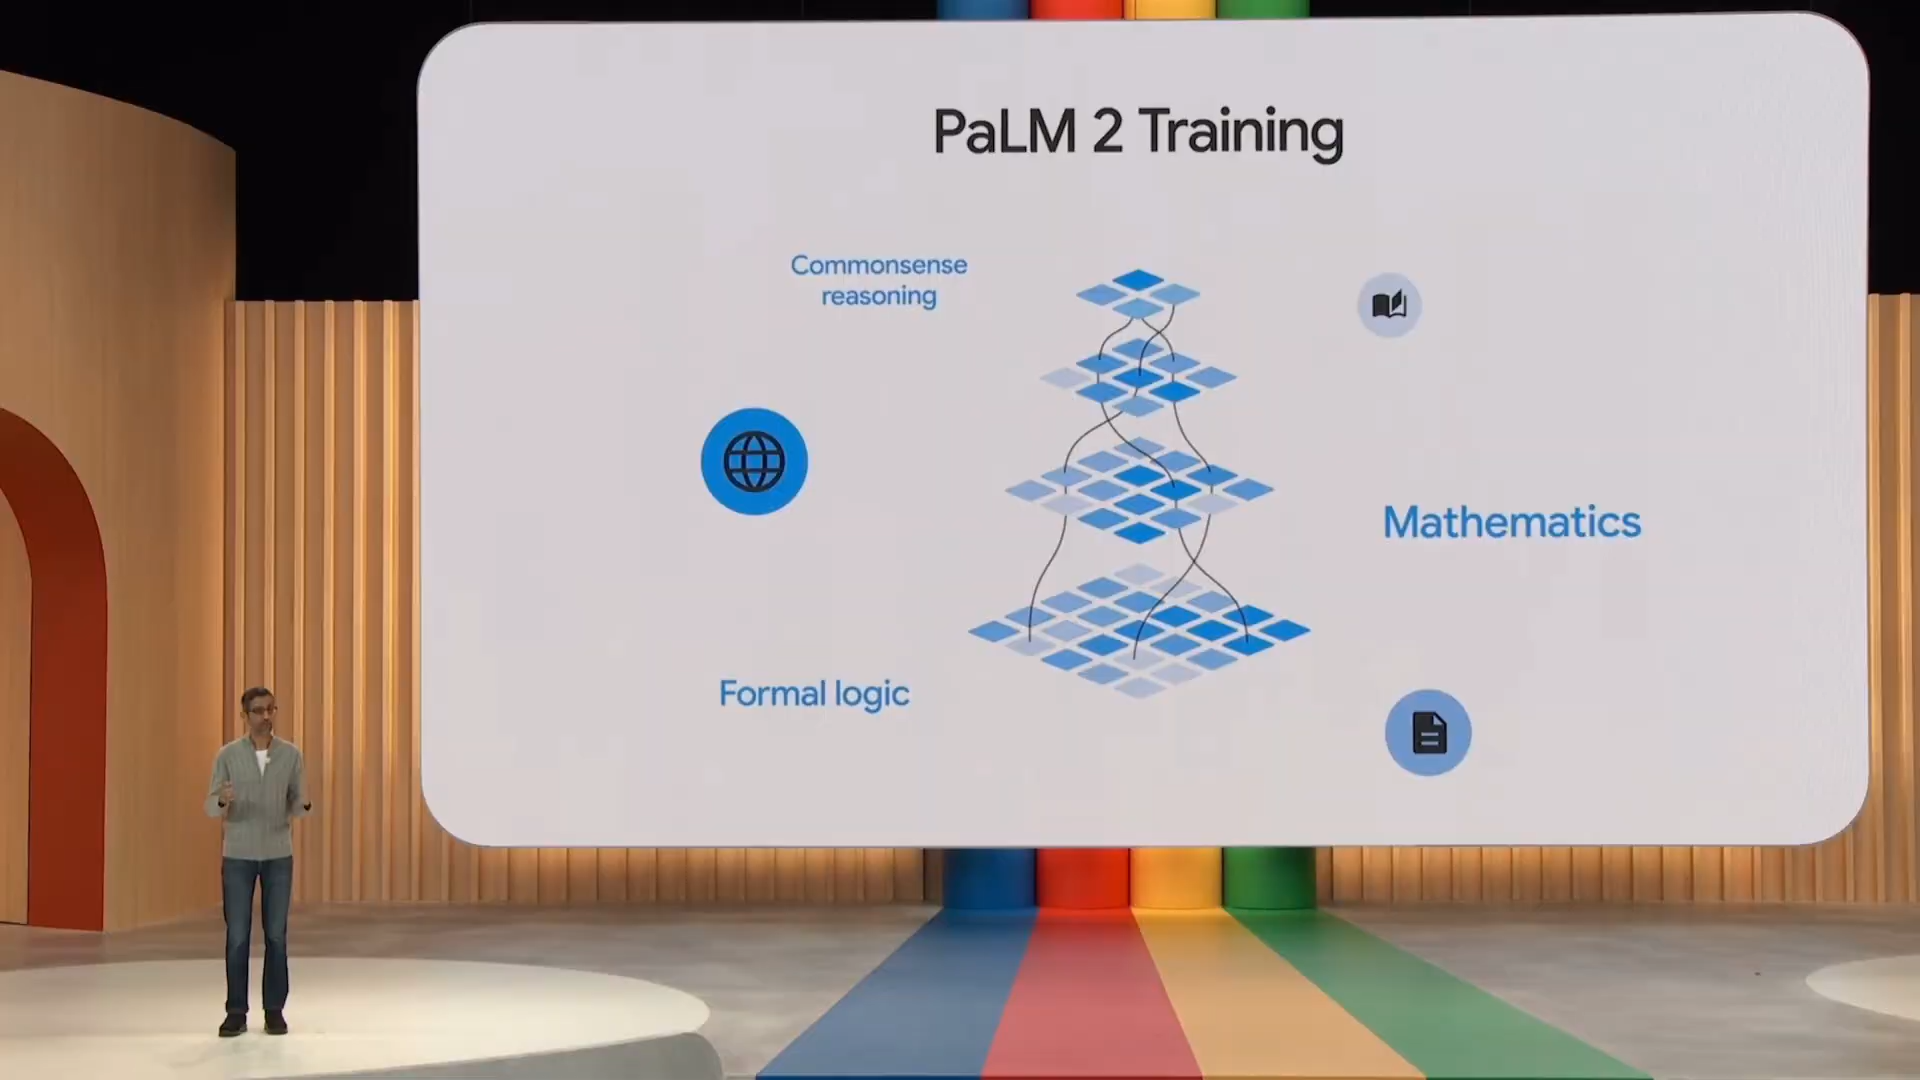 PaLM 2 Training
Commonsense
reasoning
Mathematics
Formal logic